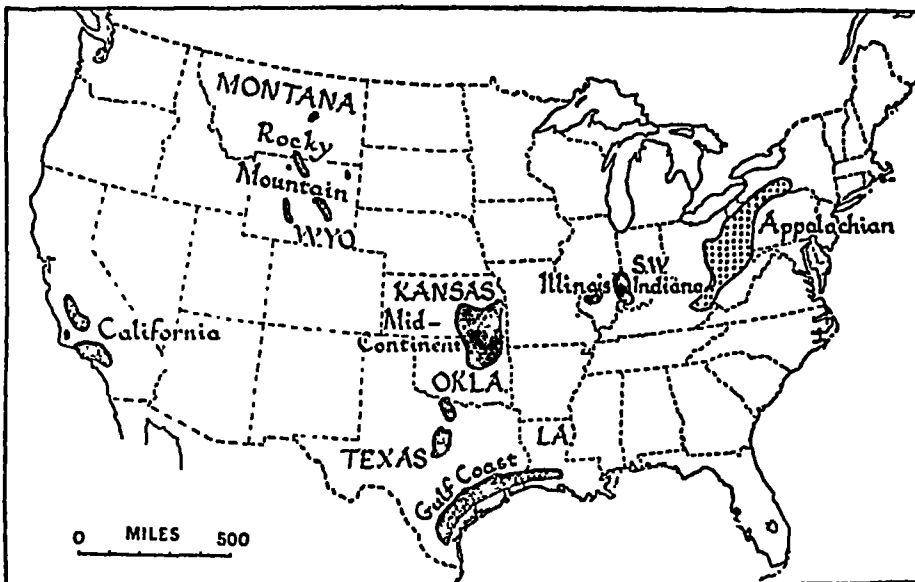 MONTANA
Rocky
Mountain
WYO
California
KANSAS
Mid-
Continent
OKLA.
TEXAS
LA
Gulf Coast
Illinois
S.W.
Indiana
Appalachian
0 MILES 500